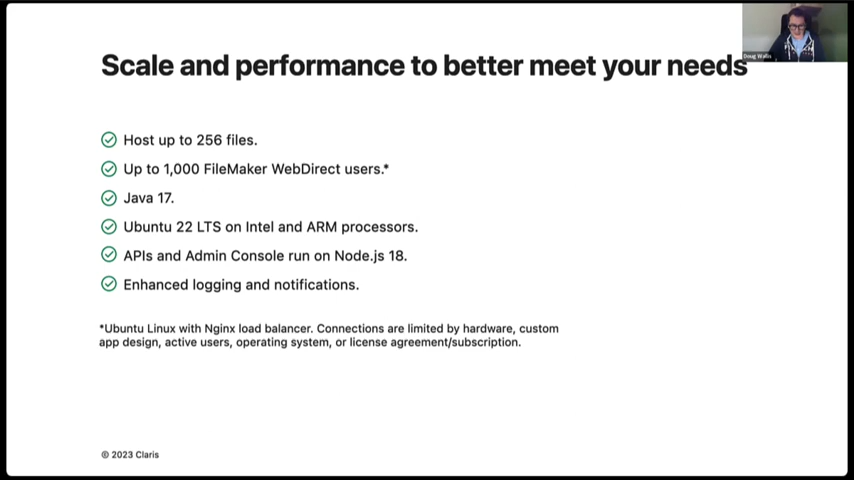 Scale and performance to better meet your needs
Doug Wallis
Host up to 256 files.
Up to 1,000 FileMaker WebDirect users.*
Java 17.
Ubuntu 22 LTS on Intel and ARM processors.
APIs and Admin Console run on Node.js 18.
Enhanced logging and notifications.
*Ubuntu Linux with Nginx load balancer. Connections are limited by hardware, custom
app design, active users, operating system, or license agreement/subscription.
© 2023 Claris